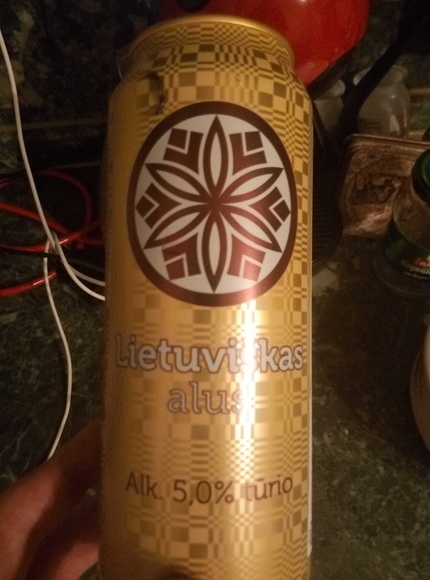 Lietuviškas
alus
Alk. 5,0% tūrio